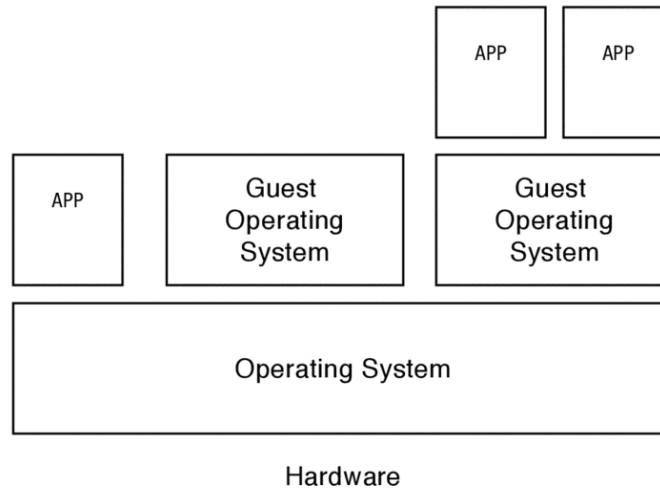 APP
APP
APP
Guest
Operating
System
Guest
Operating
System
Operating System
Hardware